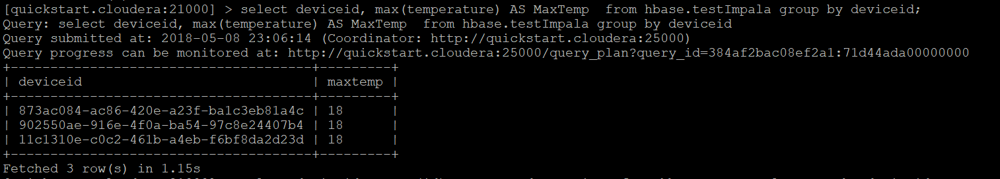 [quickstart.cloudera:21000] > select deviceid, max(temperature) AS MaxTemp  from hbase.testImpala group by deviceid;
Query: select deviceid, max(temperature) AS MaxTemp  from hbase.testImpala group by deviceid
Query submitted at: 2018-05-08 23:06:14 (Coordinator: http://quickstart.cloudera:25000)
Query progress can be monitored at: http://quickstart.cloudera:25000/query_plan?query_id=384af2bac08ef2a1:71d44ada00000000
+--------------------------------------+---------+
| deviceid                             | maxtemp |
+--------------------------------------+---------+
| 873ac084-ac86-420e-a23f-ba1c3eb81a4c | 18      |
| 902550ae-916e-4f0a-ba54-97c8e24407b4 | 18      |
| 11c1310e-c0c2-461b-a4eb-f6bf8da2d23d | 18      |
+--------------------------------------+---------+
Fetched 3 row(s) in 1.15s